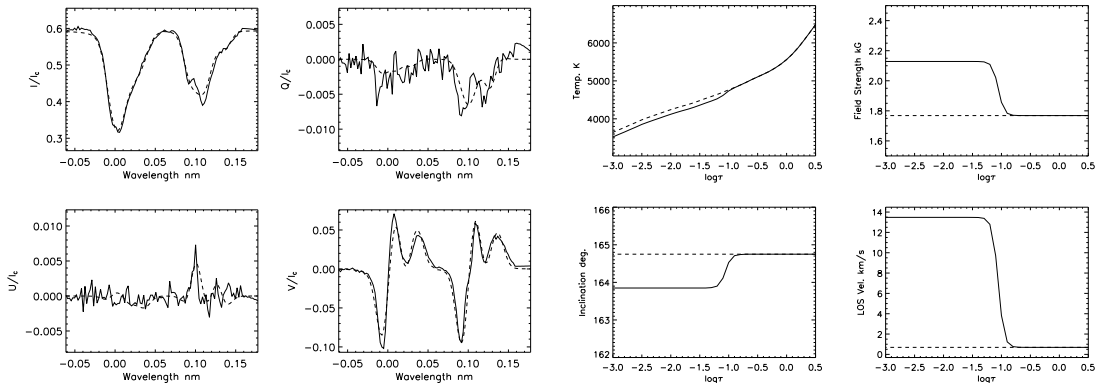 0.6
0.5
0.4
0.3
I/Ic
-0.05 0.00 0.05 0.10 0.15
Wavelength nm
0.005
0.000
-0.005
-0.010
Q/Ic
-0.05 0.00 0.05 0.10 0.15
Wavelength nm
6000
5000
4000
Temp. K
-3.0 -2.5 -2.0 -1.5 -1.0 -0.5 0.0 0.5
logτ
2.4
2.2
2.0
1.8
1.6
Field Strength kG
-3.0 -2.5 -2.0 -1.5 -1.0 -0.5 0.0 0.5
logτ
0.010
0.005
0.000
-0.005
U/Ic
-0.05 0.00 0.05 0.10 0.15
Wavelength nm
0.05
0.00
-0.05
-0.10
V/Ic
-0.05 0.00 0.05 0.10 0.15
Wavelength nm
166
165
164
163
162
Inclination deg.
-3.0 -2.5 -2.0 -1.5 -1.0 -0.5 0.0 0.5
logτ
14
12
10
8
6
4
2
0
LOS Vel. km/s
-3.0 -2.5 -2.0 -1.5 -1.0 -0.5 0.0 0.5
logτ